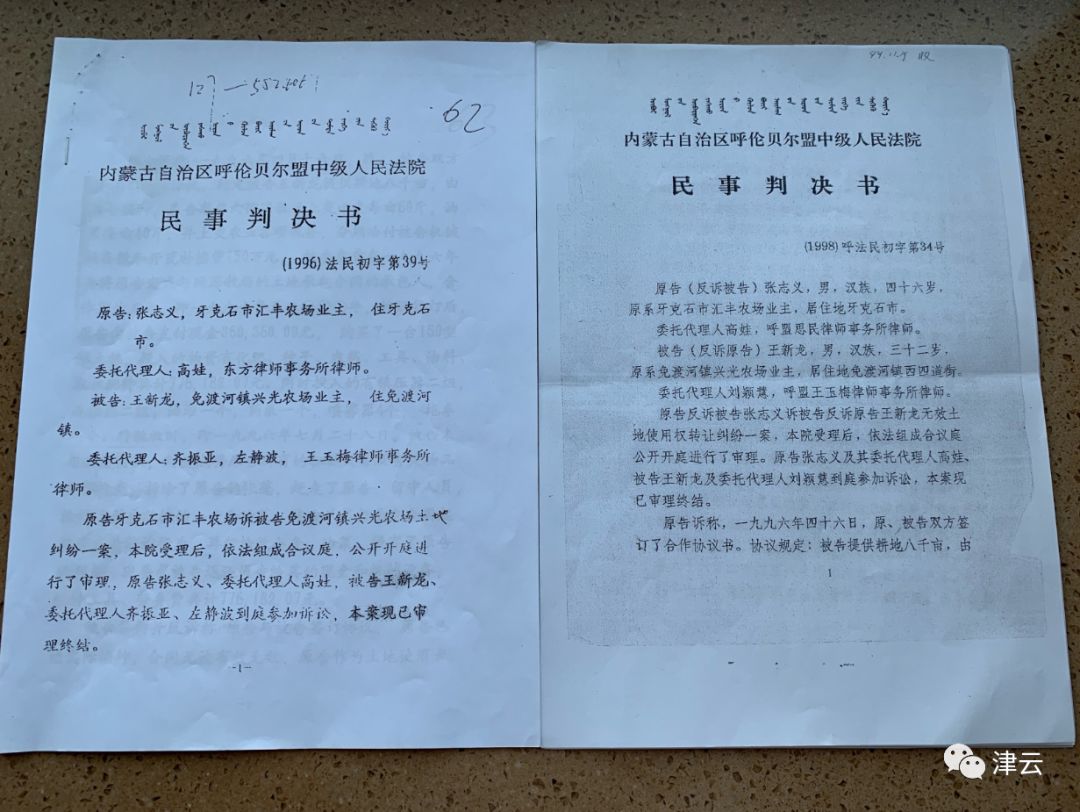 62
内蒙古自治区呼伦贝尔盟中级人民法院
民事判决书
(1996)法民初字第39号
原告:张志义,牙克石市汇丰农场业主, 住牙克石
市。
委托代理人:高娃,东方律师事务所律师。
被告:王新龙,免渡河镇兴光农场业主, 住免渡河
镇。
委托代理人:齐振亚,左静波, 王玉梅律师事务所
律师。
原告牙克石市汇丰农场诉被告免渡河镇兴光农场土地
纠纷一案,本院受理后,依法组成合议庭,公开开庭进
行了审理,原告张志义、委托代理人高娃,被告王新龙、
委托代理人齐振亚、左静波到庭参加诉讼,本案现已审
理终结。
-1-
内蒙古自治区呼伦贝尔盟中级人民法院
民事判决书
(1998)呼法民初字第34号
原告(反诉被告)张志义,男,汉族,四十六岁,
原系牙克石市汇丰农场业主,居住地牙克石市。
委托代理人高娃,呼盟思民律师事务所律师。
被告(反诉原告)王新龙,男,汉族,三十二岁,
原系免渡河镇兴光农场业主,居住地免渡河镇西四道街。
委托代理人刘颖慧,呼盟王玉梅律师事务所律师。
原告反诉被告张志义诉被告反诉原告王新龙无效土
地使用权转让纠纷一案,本院受理后,依法组成合议庭
公开开庭进行了审理。原告张志义及其委托代理人高娃、
被告王新龙及委托代理人刘颖慧到庭参加诉讼,本案现
已审理终结。
原告诉称,一九九六年四十六日,原、被告双方签
订了合作协议书。协议规定:被告提供耕地八千亩,由
1
津云